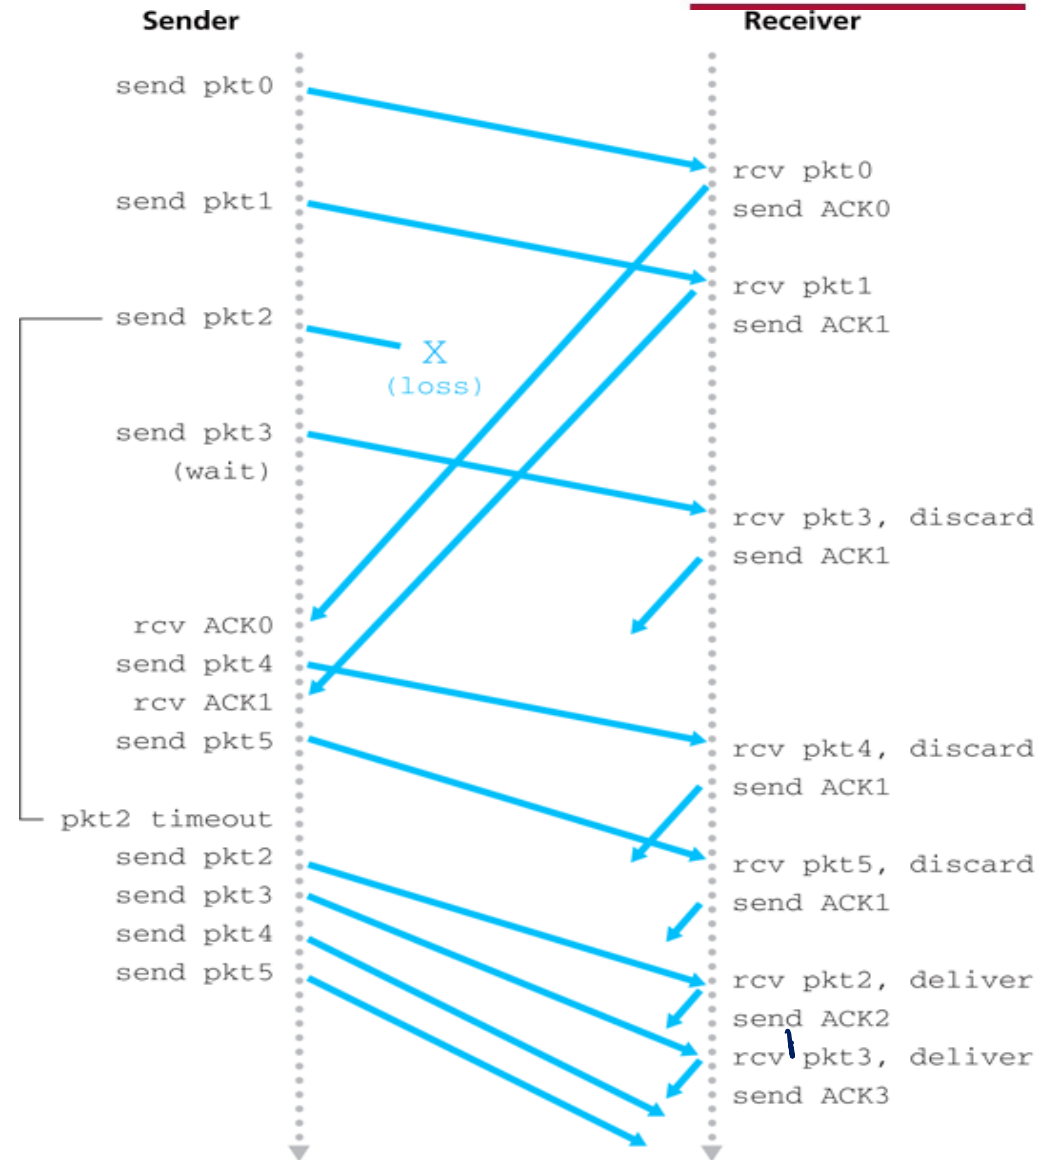 Sender
Receiver
send pkt0
rcv pkt0
send pkt1
send ACK0
rcv pkt1
send pkt2
send ACK1
X
(loss)
send pkt3
(wait)
rcv pkt3, discard
send ACK1
rcv ACK0
send pkt4
rcv ACK1
send pkt5
rcv pkt4, discard
send ACK1
pkt2 timeout
send pkt2
rcv pkt5, discard
send pkt3
send ACK1
send pkt4
send pkt5
rcv pkt2, deliver
send ACK2
rcv pkt3, deliver
send ACK3